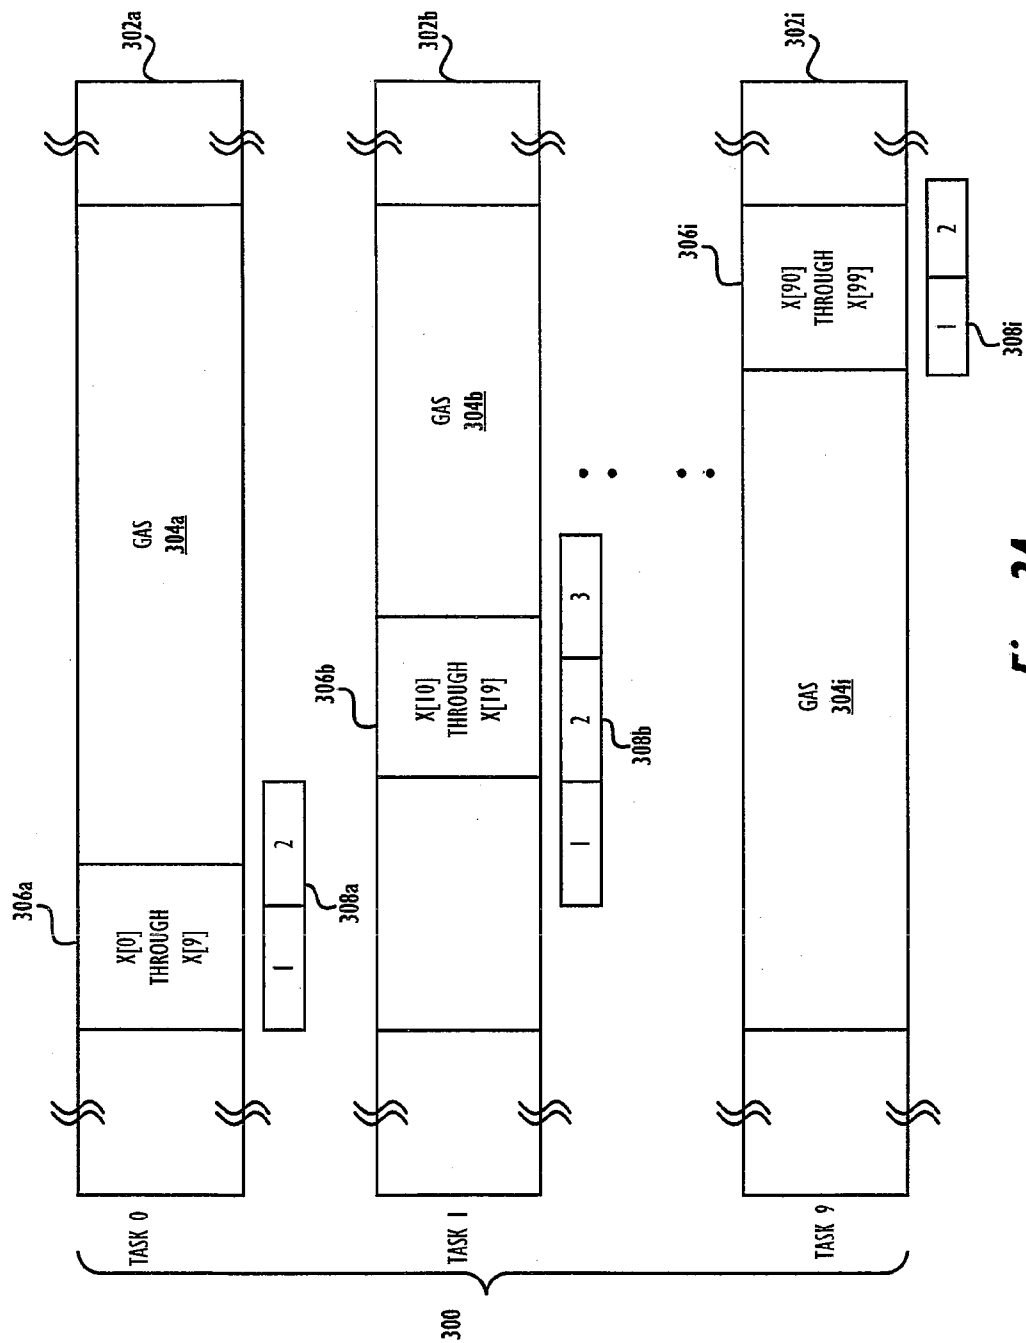 300
TASK 0
302a
306a
X[0]
THROUGH
X[9]
GAS
304a
1
2
308a
TASK 1
302b
306b
X[10]
THROUGH
X[19]
GAS
304b
1
2
3
308b
TASK 9
302i
306i
GAS
304i
X[90]
THROUGH
X[99]
1
2
308i